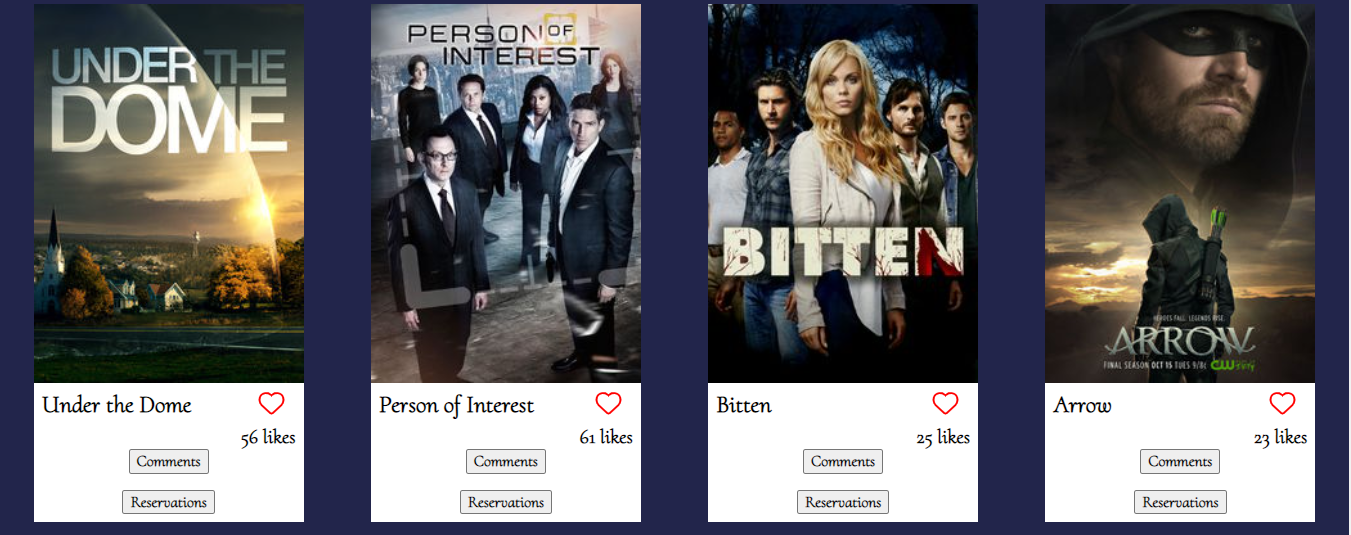 UNDER THE
DOME
Under the Dome
56 likes
Comments
Reservations
PERSON OF
INTEREST
Person of Interest
61 likes
Comments
Reservations
BITTEN
Bitten
25 likes
Comments
Reservations
HEROES FALL. LEGENDS RISE.
ARROW
FINAL SEASON OCT 15 TUES 9/8c CW
Arrow
23 likes
Comments
Reservations